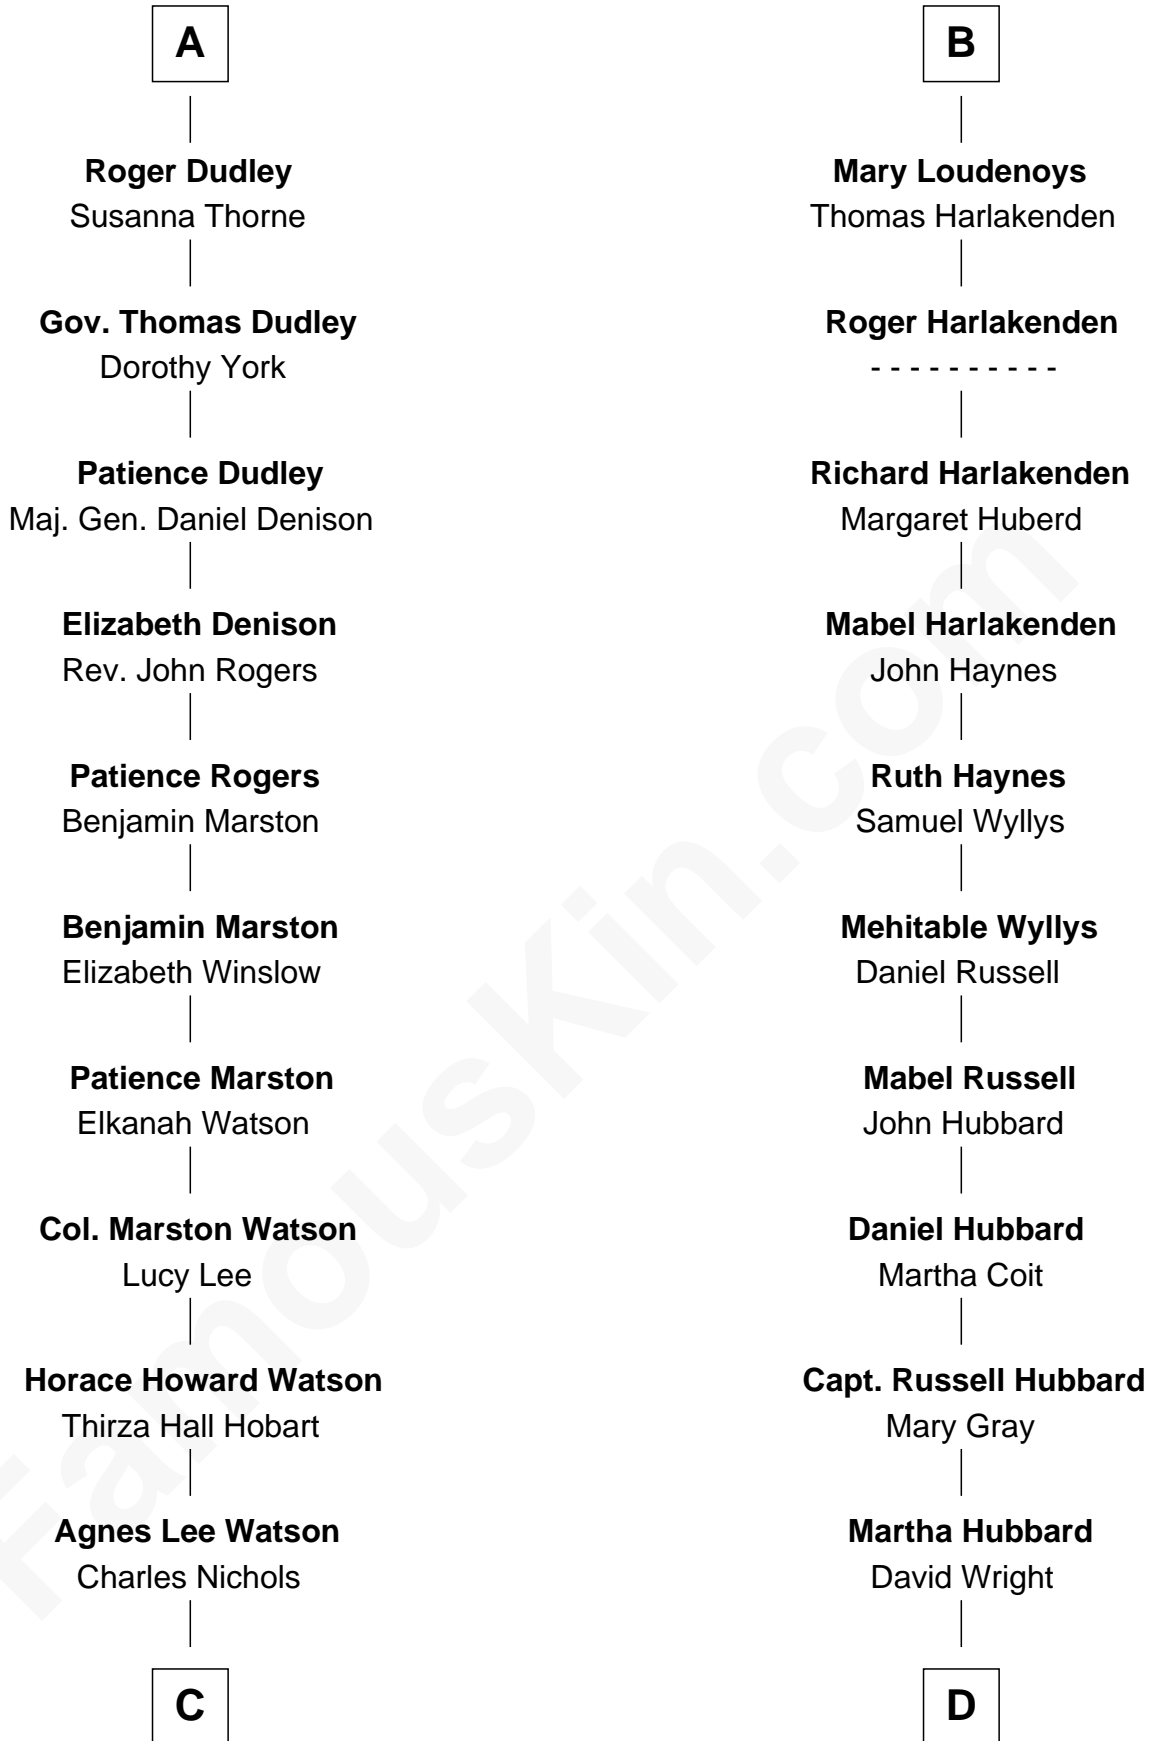 A
Roger Dudley
Susanna Thorne
Gov. Thomas Dudley
Dorothy York
Patience Dudley
Maj. Gen. Daniel Denison
Elizabeth Denison
Rev. John Rogers
Patience Rogers
Benjamin Marston
Benjamin Marston
Elizabeth Winslow
Patience Marston
Elkanah Watson
Col. Marston Watson
Lucy Lee
Horace Howard Watson
Thirza Hall Hobart
Agnes Lee Watson
Charles Nichols
C
B
Mary Loudenoys
Thomas Harlakenden
Roger Harlakenden
- - - - - - - - - -
Richard Harlakenden
Margaret Huberd
Mabel Harlakenden
John Haynes
Ruth Haynes
Samuel Wyllys
Mehitable Wyllys
Daniel Russell
Mabel Russell
John Hubbard
Daniel Hubbard
Martha Coit
Capt. Russell Hubbard
Mary Gray
Martha Hubbard
David Wright
D
FamousKin.com